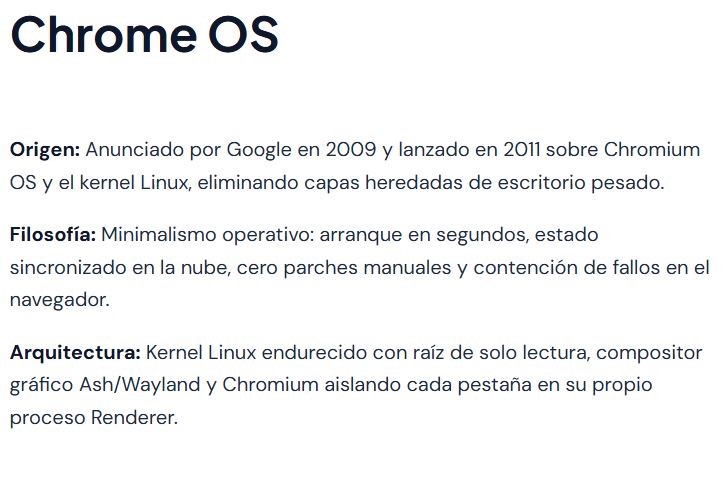 Chrome OS
Origen: Anunciado por Google en 2009 y lanzado en 2011 sobre Chromium
OS y el kernel Linux, eliminando capas heredadas de escritorio pesado.
Filosofía: Minimalismo operativo: arranque en segundos, estado
sincronizado en la nube, cero parches manuales y contención de fallos en el
navegador.
Arquitectura: Kernel Linux endurecido con raíz de solo lectura, compositor
gráfico Ash/Wayland y Chromium aislando cada pestaña en su propio
proceso Renderer.